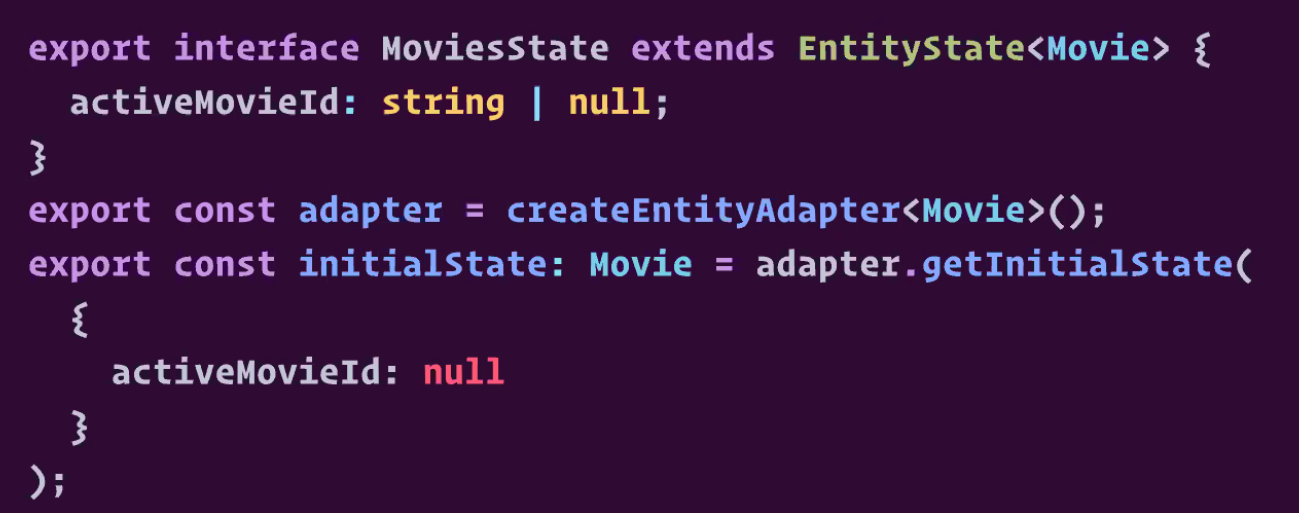 export interface MoviesState extends EntityState<Movie> {
  activeMovieId: string | null;
}
export const adapter = createEntityAdapter<Movie>();
export const initialState: Movie = adapter.getInitialState(
  {
    activeMovieId: null
  }
);